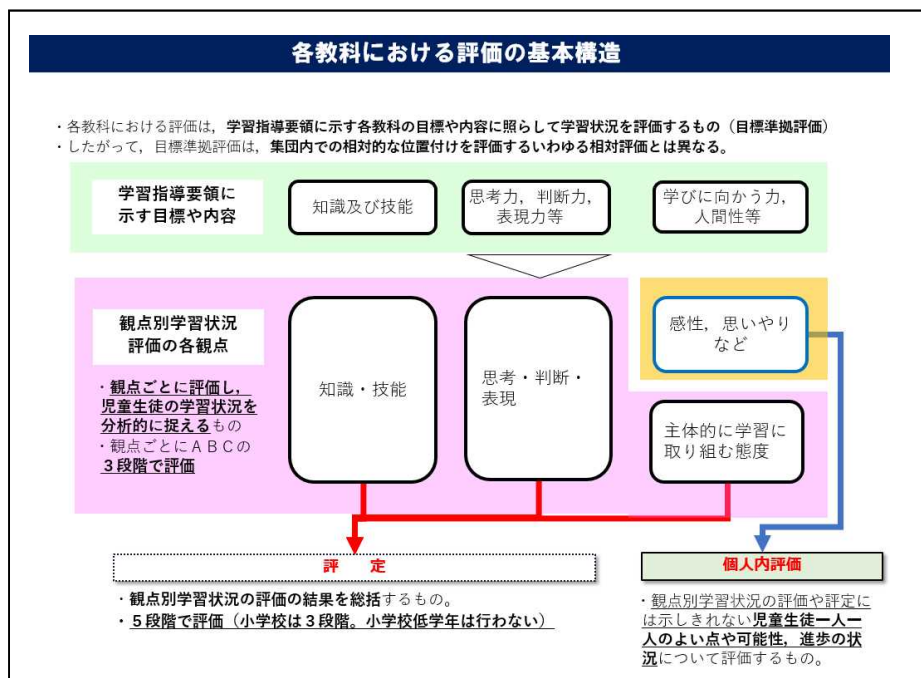 各教科における評価の基本構造
・各教科における評価は，学習指導要領に示す各教科の目標や内容に照らして学習状況を評価するもの（目標準拠評価）
・したがって，目標準拠評価は，集団内での相対的な位置付けを評価するいわゆる相対評価とは異なる。
学習指導要領に
示す目標や内容
知識及び技能
思考力，判断力，
表現力等
学びに向かう力，
人間性等
観点別学習状況
評価の各観点
・観点ごとに評価し，
児童生徒の学習状況を
分析的に捉えるもの
・観点ごとにＡＢＣの
３段階で評価
知識・技能
思考・判断・
表現
感性，思いやり
など
主体的に学習に
取り組む態度
評　定
・観点別学習状況の評価の結果を総括するもの。
・５段階で評価（小学校は３段階。小学校低学年は行わない）
個人内評価
・観点別学習状況の評価や評定に
は示しきれない児童生徒一人一
人のよい点や可能性，進歩の状
況について評価するもの。